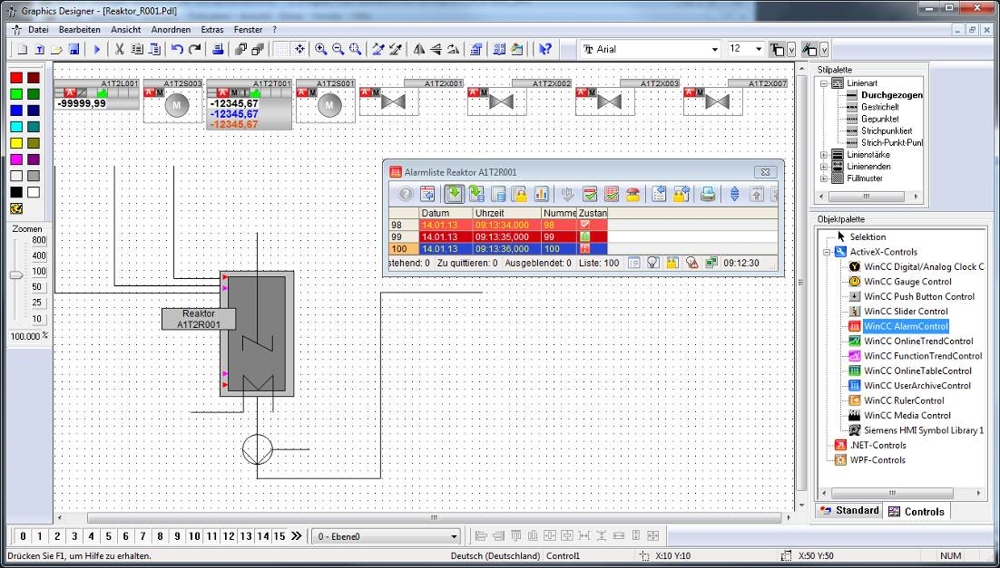 Graphics Designer - [Reaktor_R001.Pdl]
Datei Bearbeiten Ansicht Anordnen Extras Fenster ?
Arial 12
A1T2L001 A1T2S003 A1T2T001 A1T2S001 A1T2X001 A1T2X002 A1T2X003 A1T2X007
-99999,99
-12345,67
-12345,67
-12345,67
M
M
Zoomen
800
400
100
50
25
10
100.000 %
Alarmliste Reaktor A1T2R001
Datum Uhrzeit Numme Zustan
98 14.01.13 09:13:34,000 98
99 14.01.13 09:13:35,000 99
100 14.01.13 09:13:36,000 100
stehend: 0 Zu quittieren: 0 Ausgeblendet: 0 Liste: 100 09:12:30
Reaktor
A1T2R001
Stilpalette
Linienart
Durchgezogen
Gestrichelt
Gepunktet
Strichpunktiert
Strich-Punkt-Punl
Linienstärke
Linienenden
Füllmuster
Objektpalette
Selektion
ActiveX-Controls
WinCC Digital/Analog Clock C
WinCC Gauge Control
WinCC Push Button Control
WinCC Slider Control
WinCC AlarmControl
WinCC OnlineTrendControl
WinCC FunctionTrendControl
WinCC OnlineTableControl
WinCC UserArchiveControl
WinCC RulerControl
WinCC Media Control
Siemens HMI Symbol Library 1
.NET-Controls
WPF-Controls
Standard Controls
0 1 2 3 4 5 6 7 8 9 10 11 12 13 14 15 0 - Ebene0
Drücken Sie F1, um Hilfe zu erhalten. Deutsch (Deutschland) Control1 X:10 Y:10 X:50 Y:50 NUM